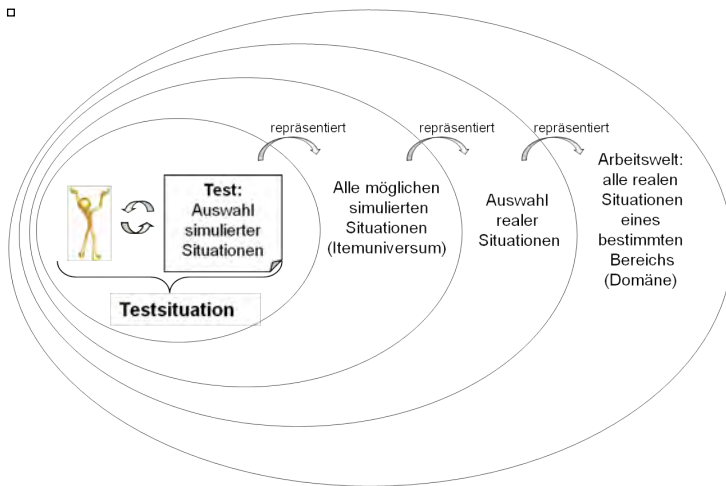 repräsentiert
repräsentiert
repräsentiert
Test:
Auswahl
simulierter
Situationen
Testsituation
Alle möglichen
simulierten
Situationen
(Itemuniversum)
Auswahl
realer
Situationen
Arbeitswelt:
alle realen
Situationen
eines
bestimmten
Bereichs
(Domäne)